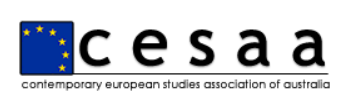 cesaa
contemporary european studies association of australia